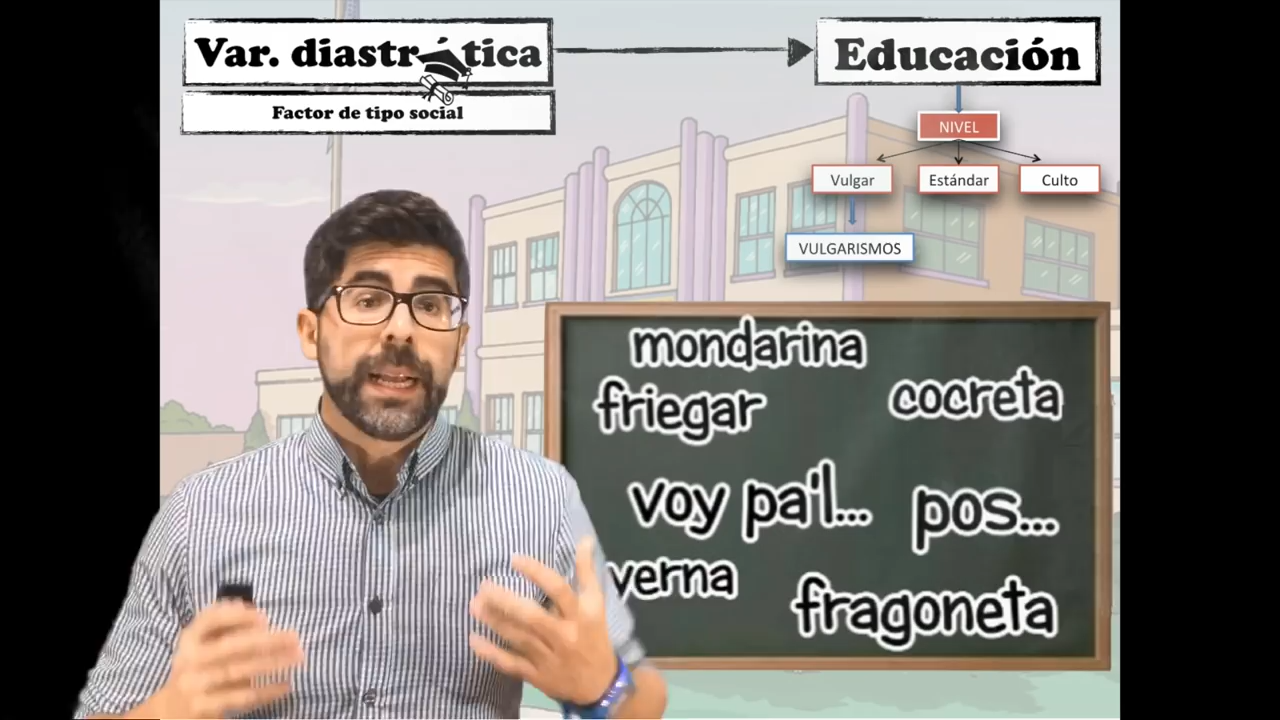 Var. diastrática
Factor de tipo social
Educación
NIVEL
Vulgar
Estándar
Culto
VULGARISMOS
mondarina
friegar
cocreta
voy pa'l...
pos...
yerna
fragoneta